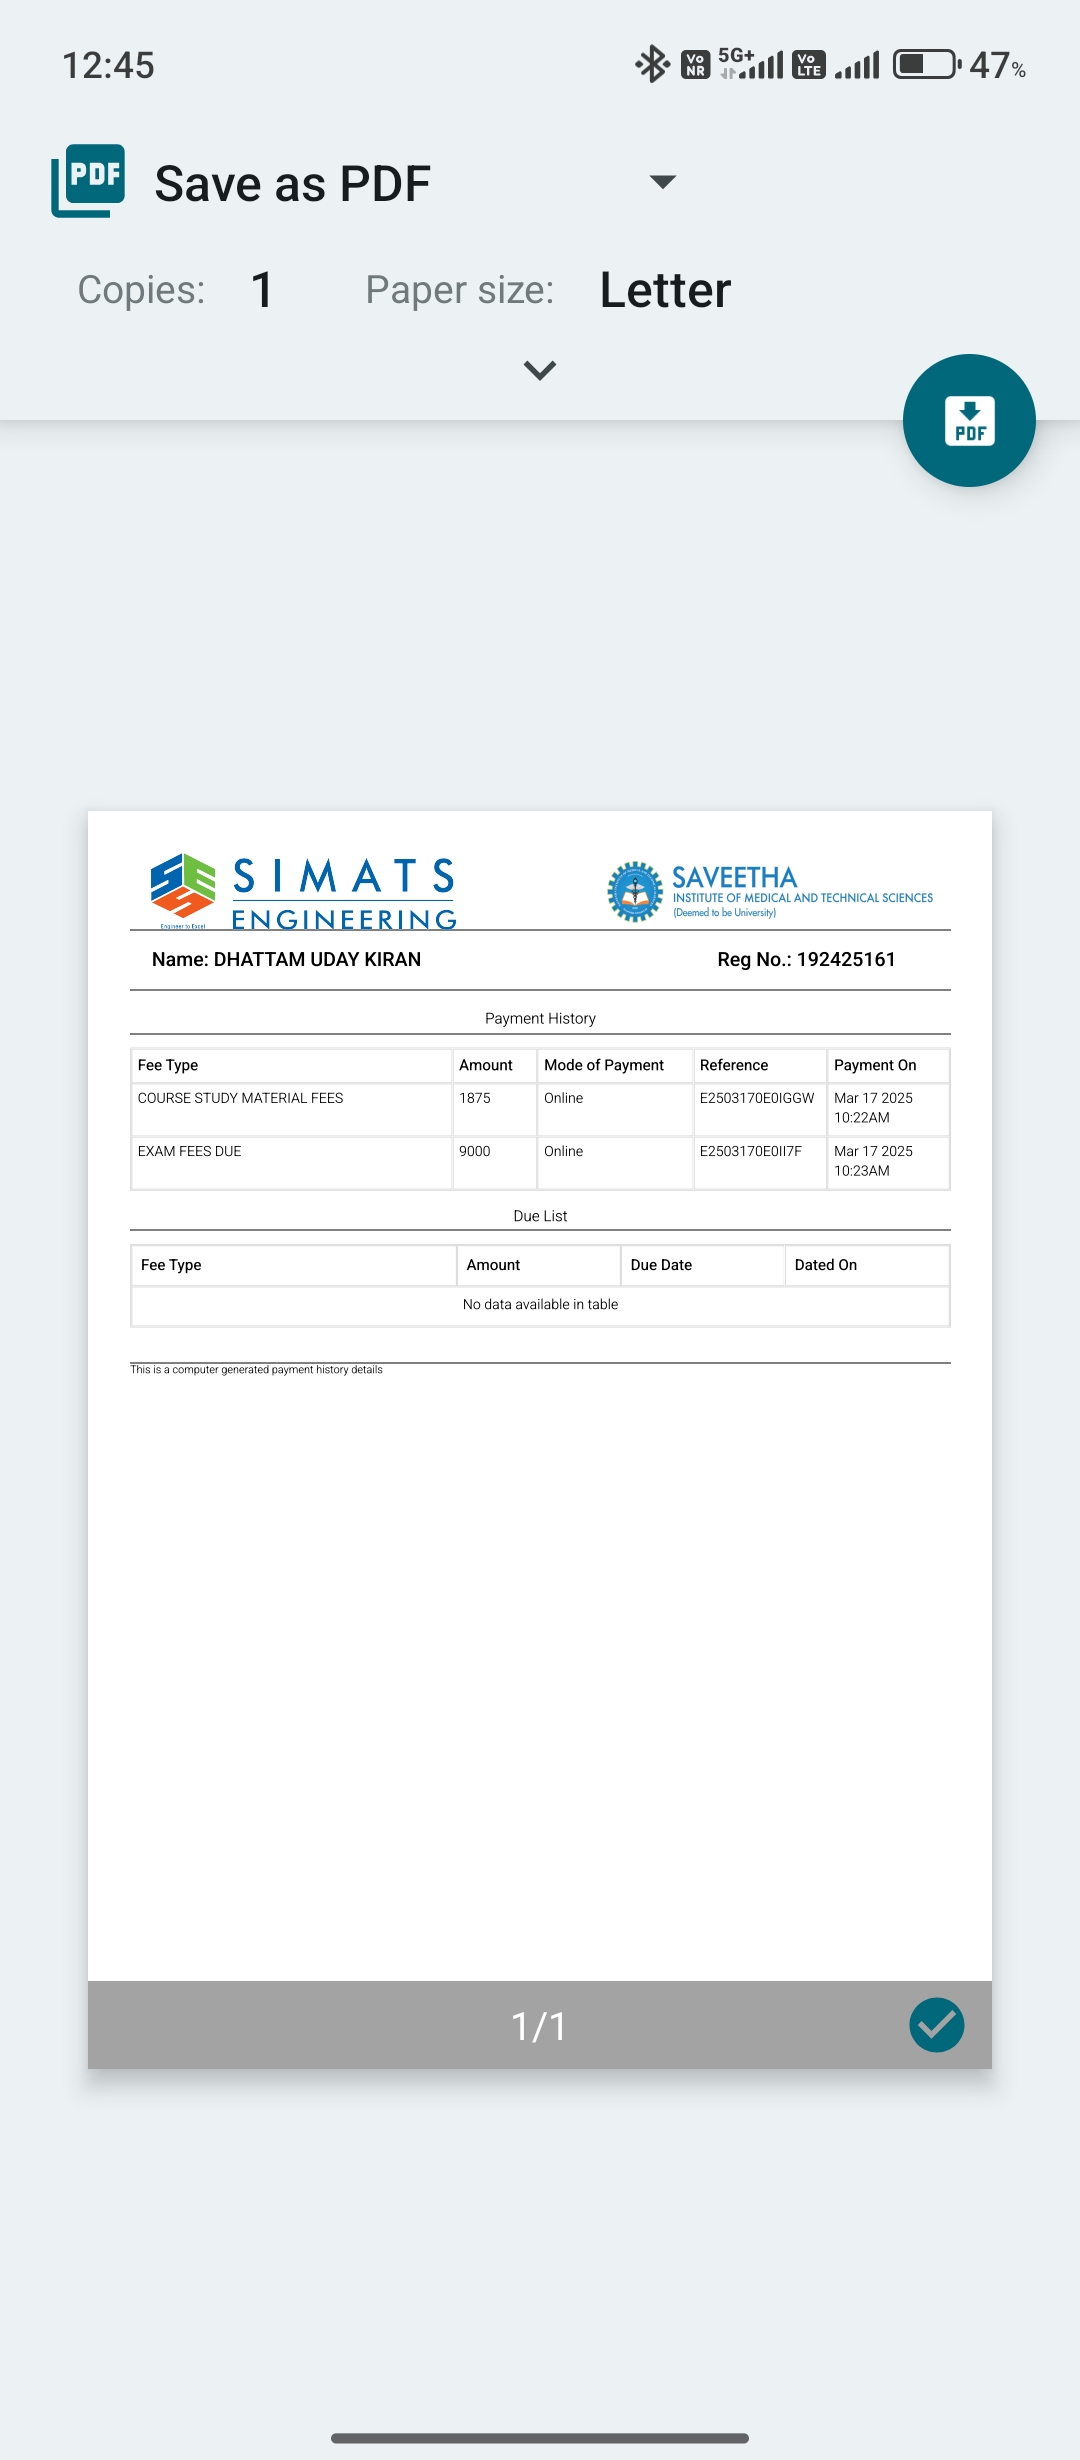 12:45 Vo NR 5G+ Vo LTE 47%
PDF Save as PDF
Copies: 1 Paper size: Letter
PDF
SIMATS
ENGINEERING
Engineer to Excel
SAVEETHA
INSTITUTE OF MEDICAL AND TECHNICAL SCIENCES
(Deemed to be University)
Name: DHATTAM UDAY KIRAN Reg No.: 192425161
Payment History
Fee Type Amount Mode of Payment Reference Payment On
COURSE STUDY MATERIAL FEES 1875 Online E2503170E0IGGW Mar 17 2025
10:22AM
EXAM FEES DUE 9000 Online E2503170E0II7F Mar 17 2025
10:23AM
Due List
Fee Type Amount Due Date Dated On
No data available in table
This is a computer generated payment history details
1/1